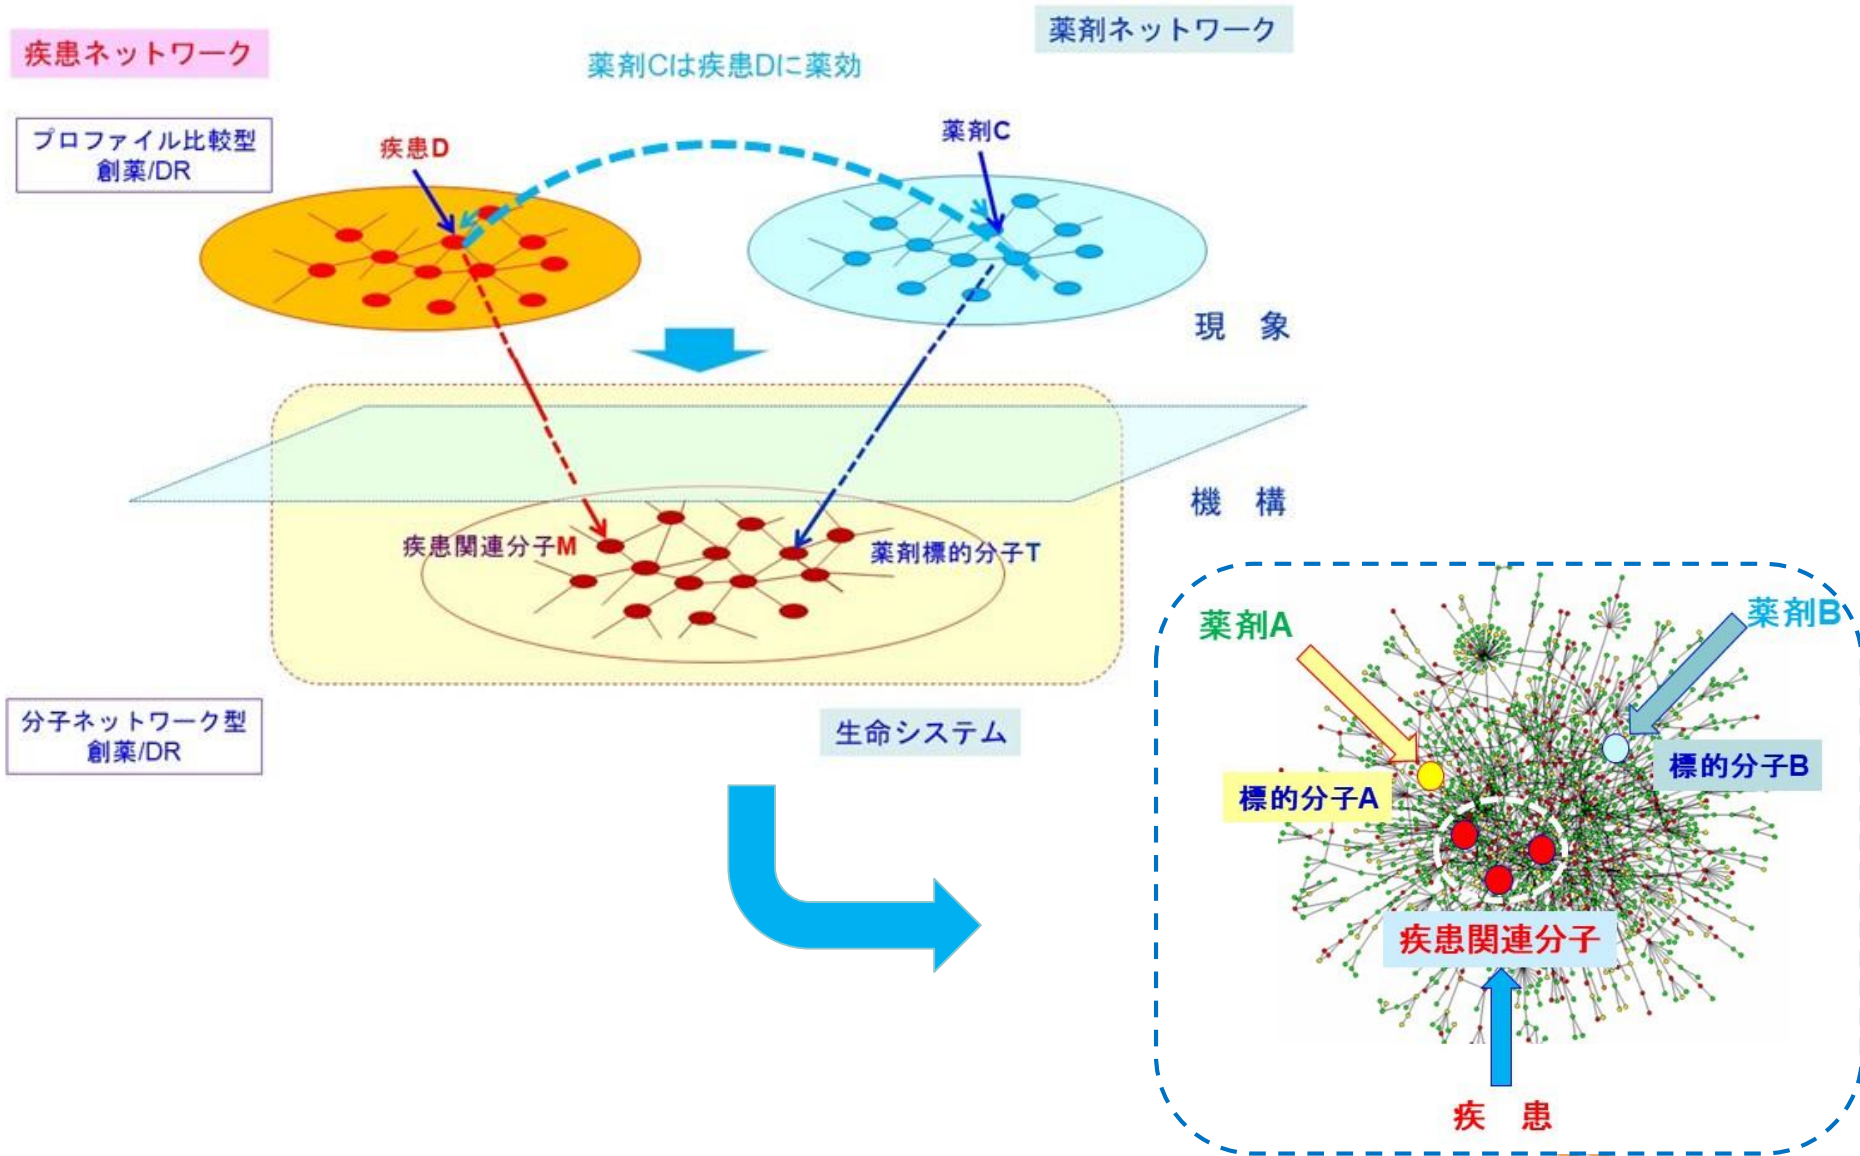 疾患ネットワーク
薬剤ネットワーク
薬剤Cは疾患Dに薬効
プロファイル比較型
創薬/DR
疾患D
薬剤C
現 象
機 構
疾患関連分子M
薬剤標的分子T
分子ネットワーク型
創薬/DR
生命システム
薬剤A
薬剤B
標的分子A
標的分子B
疾患関連分子
疾 患